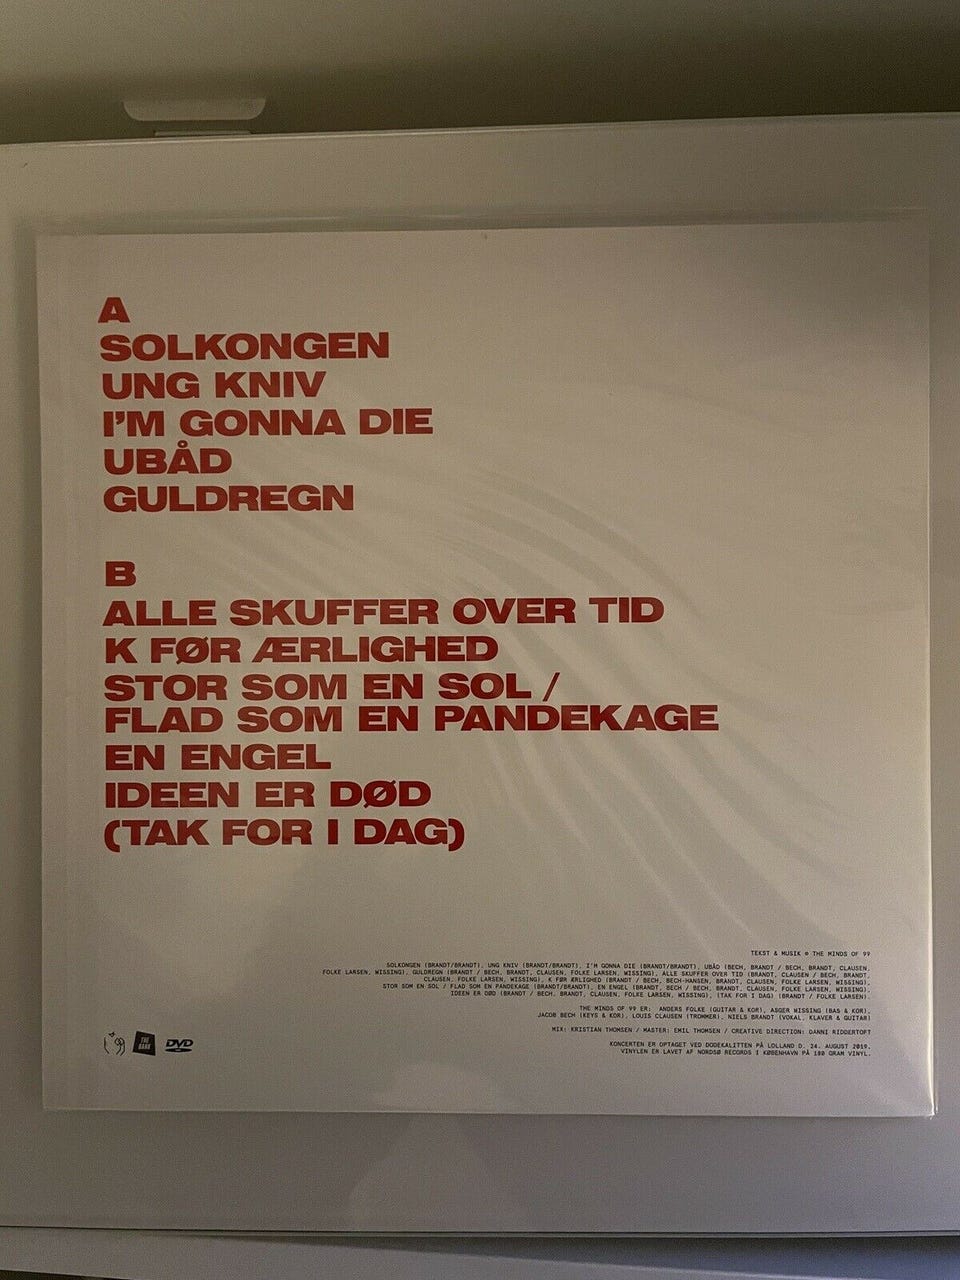 A
SOLKONGEN
UNG KNIV
I'M GONNA DIE
UBÅD
GULDREGN
B
ALLE SKUFFER OVER TID
K FØR ÆRLIGHED
STOR SOM EN SOL /
FLAD SOM EN PANDEKAGE
EN ENGEL
IDEEN ER DØD
(TAK FOR I DAG)
TEKST & MUSIK © THE MINDS OF 99
SOLKONGEN (BRANDT/BRANDT), UNG KNIV (BRANDT/BRANDT), I'M GONNA DIE (BRANDT/BRANDT), UBÅD (BECH, BRANDT / BECH, BRANDT, CLAUSEN,
FOLKE LARSEN, WISSING), GULDREGN (BRANDT / BECH, BRANDT, CLAUSEN, FOLKE LARSEN, WISSING), ALLE SKUFFER OVER TID (BRANDT, CLAUSEN / BECH, BRANDT,
CLAUSEN, FOLKE LARSEN, WISSING), K FØR ÆRLIGHED (BRANDT / BECH, BECH-HANSEN, BRANDT, CLAUSEN, FOLKE LARSEN, WISSING),
STOR SOM EN SOL / FLAD SOM EN PANDEKAGE (BRANDT/BRANDT), EN ENGEL (BRANDT, BECH / BECH, BRANDT, CLAUSEN, FOLKE LARSEN, WISSING),
IDEEN ER DØD (BRANDT / BECH, BRANDT, CLAUSEN, FOLKE LARSEN, WISSING), (TAK FOR I DAG) (BRANDT / FOLKE LARSEN).
THE MINDS OF 99 ER: ANDERS FOLKE (GUITAR & KOR), ASGER WISSING (BAS & KOR),
JACOB BECH (KEYS & KOR), LOUIS CLAUSEN (TROMMER), NIELS BRANDT (VOKAL, KLAVER & GUITAR)
MIX: KRISTIAN THOMSEN / MASTER: EMIL THOMSEN / CREATIVE DIRECTION: DANNI RIDDERTOFT
KONCERTEN ER OPTAGET VED DODEKALITTEN PÅ LOLLAND D. 24. AUGUST 2019.
VINYLEN ER LAVET AF NORDSØ RECORDS I KØBENHAVN PÅ 180 GRAM VINYL.
99
THE
BANK
DVD